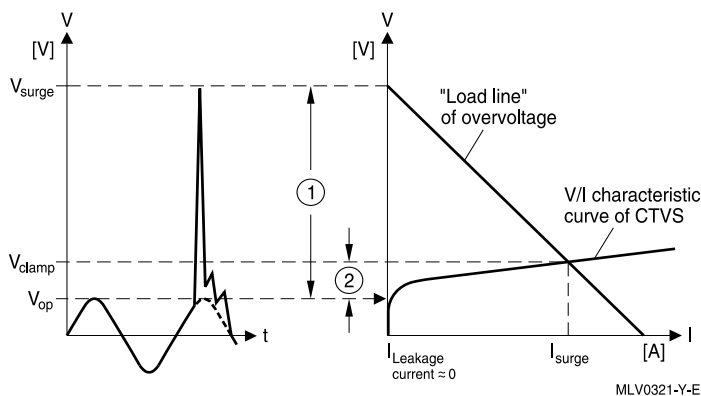 V
[V]
V
[V]
Vsurge
"Load line"
of overvoltage
1
V/I characteristic
curve of CTVS
Vclamp
2
Vop
t
I
ILeakage
current ≈ 0
Isurge
[A]
MLV0321-Y-E